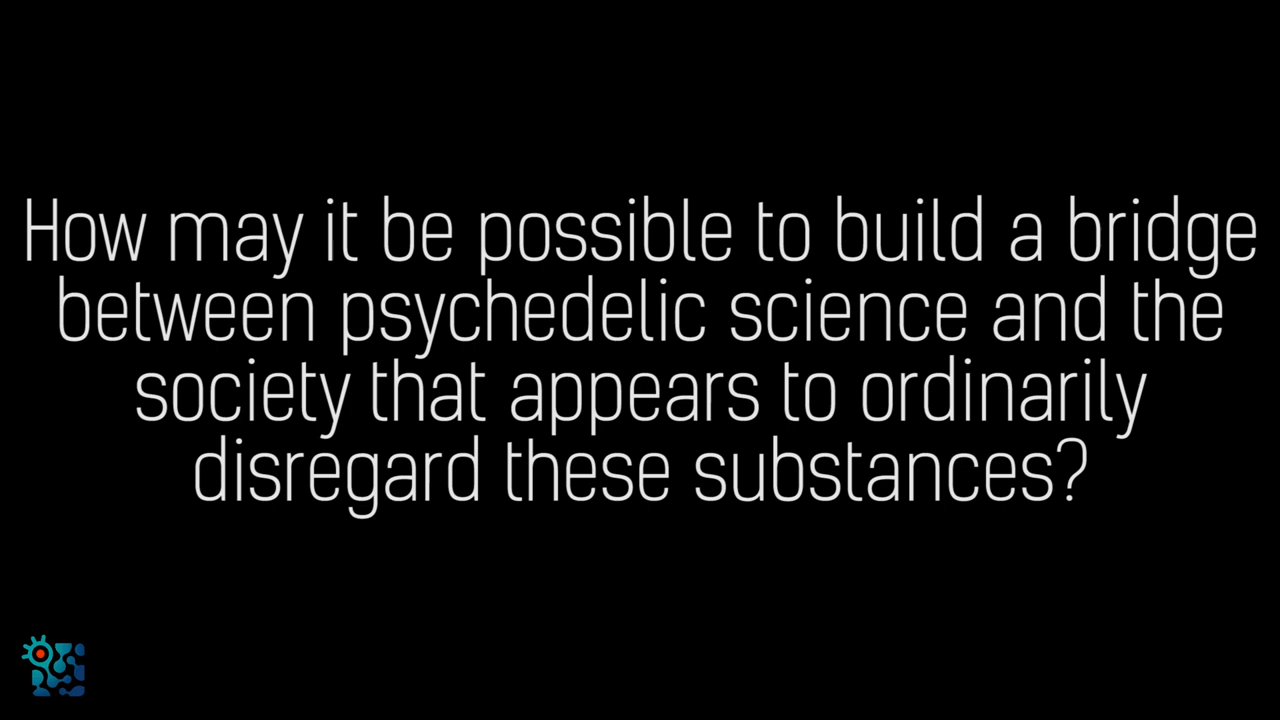 How may it be possible to build a bridge
between psychedelic science and the
society that appears to ordinarily
disregard these substances?